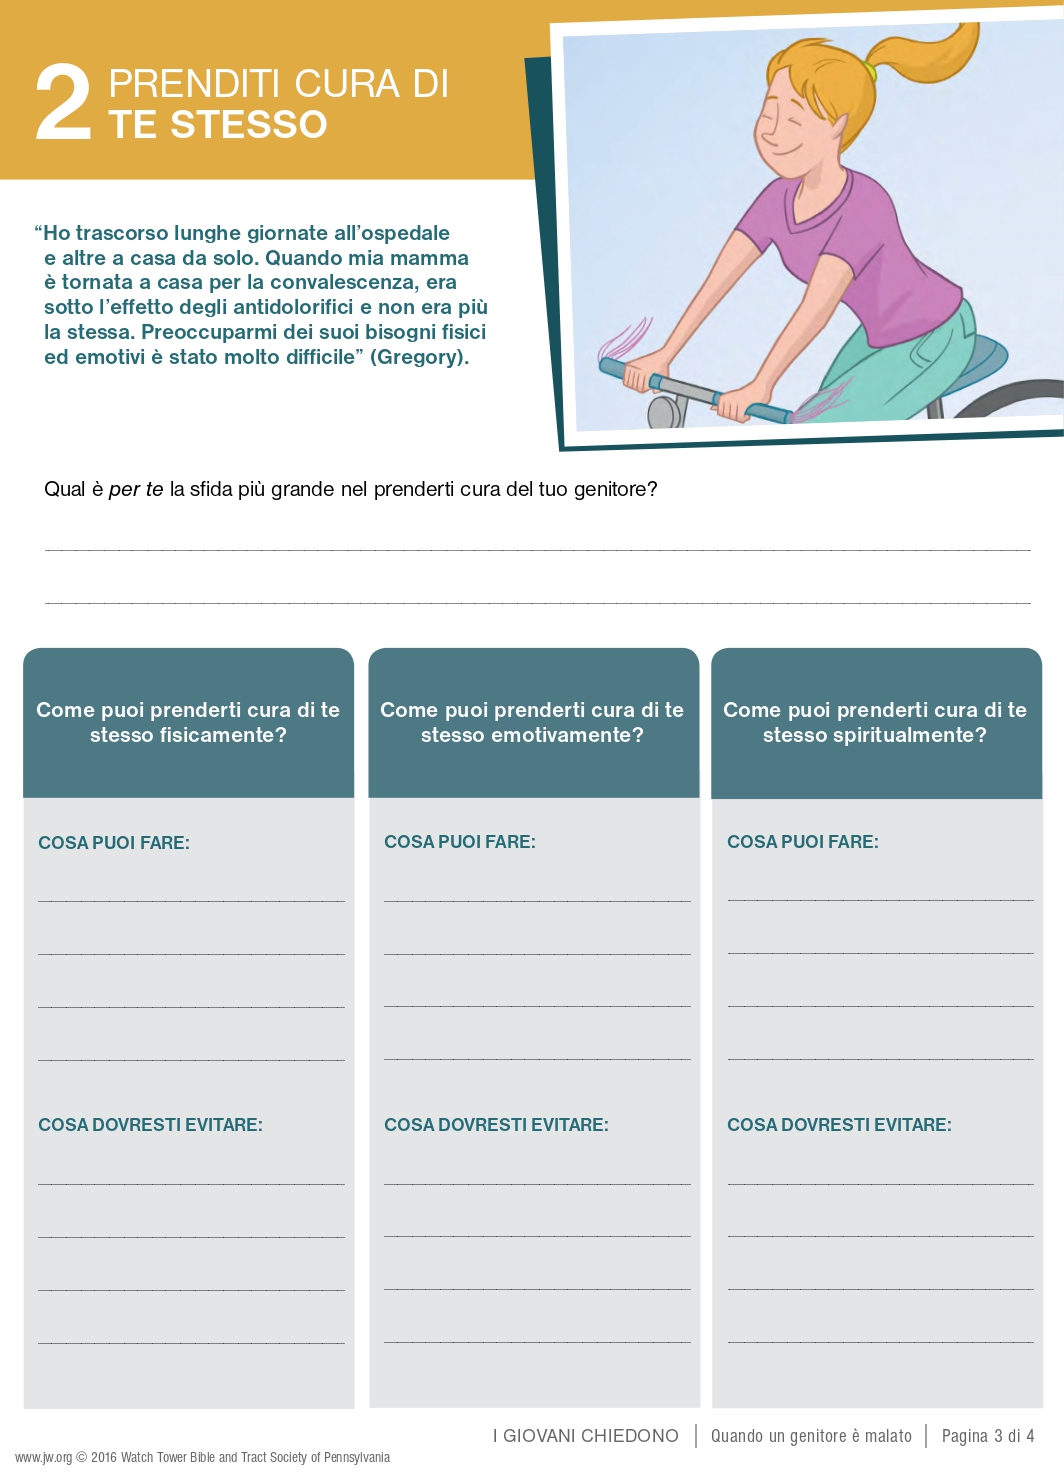 2 PRENDITI CURA DI
TE STESSO
“Ho trascorso lunghe giornate all’ospedale
e altre a casa da solo. Quando mia mamma
è tornata a casa per la convalescenza, era
sotto l’effetto degli antidolorifici e non era più
la stessa. Preoccuparmi dei suoi bisogni fisici
ed emotivi è stato molto difficile” (Gregory).
Qual è per te la sfida più grande nel prenderti cura del tuo genitore?
Come puoi prenderti cura di te
stesso fisicamente?
COSA PUOI FARE:
COSA DOVRESTI EVITARE:
Come puoi prenderti cura di te
stesso emotivamente?
COSA PUOI FARE:
COSA DOVRESTI EVITARE:
Come puoi prenderti cura di te
stesso spiritualmente?
COSA PUOI FARE:
COSA DOVRESTI EVITARE:
I GIOVANI CHIEDONO | Quando un genitore è malato | Pagina 3 di 4
www.jw.org © 2016 Watch Tower Bible and Tract Society of Pennsylvania